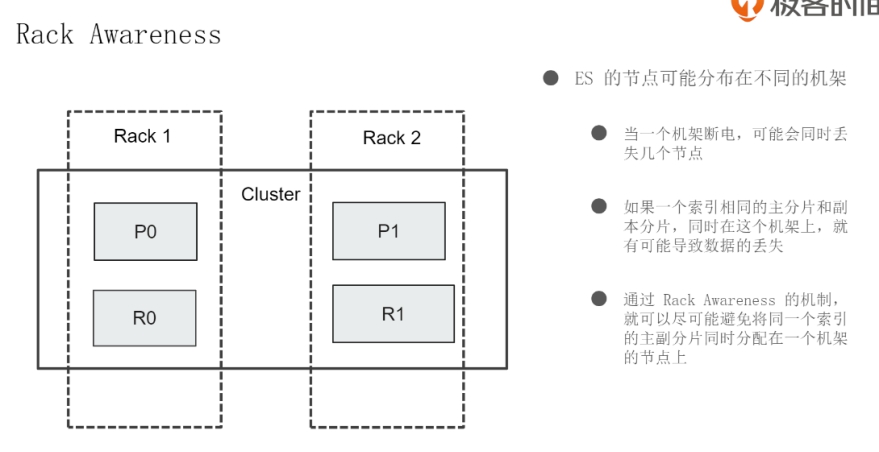 极客时间
Rack Awareness
Rack 1
Rack 2
Cluster
P0
P1
R0
R1
● ES 的节点可能分布在不同的机架
● 当一个机架断电，可能会同时丢
失几个节点
● 如果一个索引相同的主分片和副
本分片，同时在这个机架上，就
有可能导致数据的丢失
● 通过 Rack Awareness 的机制，
就可以尽可能避免将同一个索引
的主副分片同时分配在一个机架
的节点上